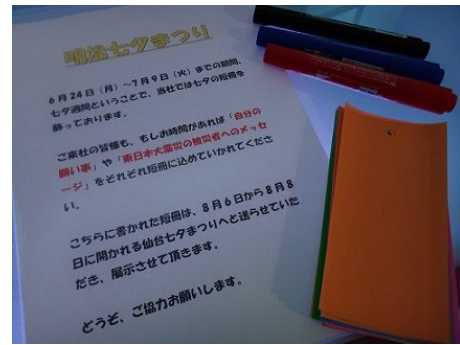 明治七夕まつり
6月24日（月）～7月9日（火）までの期間、
七夕週間ということで、当社では七夕の短冊を
飾っております。
ご来社の皆様も、もしお時間があれば「自分の
願い事」や「東日本大震災の被災者へのメッセ
ージ」をそれぞれ短冊に込めていかれてくださ
い。
こちらに書かれた短冊は、8月6日から8月8
日に開かれる仙台七夕まつりへと送らせていた
だき、展示させて頂きます。
どうぞ、ご協力お願いします。